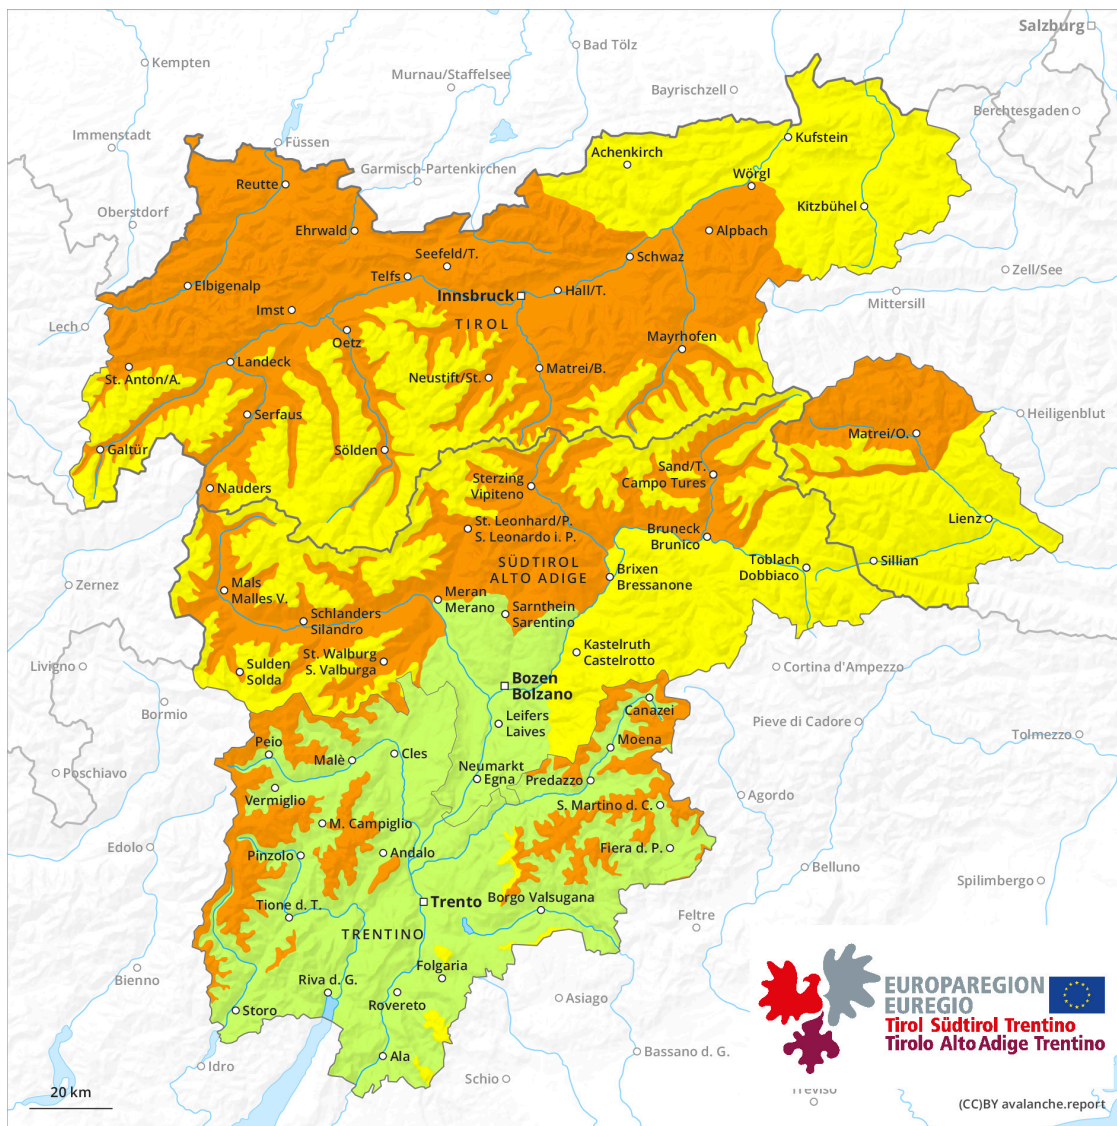 Salzburg
Bad Tölz
Kempten
Murnau/Staffelsee
Bayrischzell
Berchtesgaden
Immenstadt
Füssen
Kufstein
Achenkirch
Garmisch-Partenkirchen
Wörgl
Reutte
Kitzbühel
Oberstdorf
Ehrwald
Alpbach
Seefeld/T.
Schwaz
Zell/See
Telfs
Elbigenalp
Hall/T.
Innsbruck
Mittersill
Imst
TIROL
Lech
Oetz
Mayrhofen
Landeck
Matrei/B.
St. Anton/A.
Neustift/St.
Serfaus
Heiligenblut
Matrei/O.
Galtür
Sölden
Sand/T.
Campo Tures
Sterzing
Vipiteno
Nauders
Lienz
St. Leonhard/P.
S. Leonardo i. P.
Bruneck
Brunico
SÜDTIROL
ALTO ADIGE
Toblach
Dobbiaco
Sillian
Brixen
Bressanone
Zernez
Mals
Malles V.
Meran
Merano
Sarnthein
Sarentino
Schlanders
Silandro
Kastelruth
Castelrotto
St. Walburg
S. Valburga
Livigno
Sulden
Solda
Cortina d'Ampezzo
Bozen
Bolzano
Bormio
Canazei
Leifers
Laives
Pieve di Cadore
Tolmezzo
Peio
Moena
Cles
Malè
Neumarkt
Egna
Poschiavo
Predazzo
Vermiglio
Agordo
S. Martino d. C.
M. Campiglio
Edolo
Pinzolo
Andalo
Fiera d. P.
Belluno
Spilimbergo
Borgo Valsugana
Trento
Tione d. T.
Feltre
TRENTINO
Folgaria
Bienno
Riva d. G.
EUROPAREGION
EUREGIO
Tirol Südtirol Trentino
Tirolo Alto Adige Trentino
Asiago
Rovereto
Storo
Bassano d. G.
Ala
Idro
Schio
20 km
Treviso
(CC)BY avalanche.report